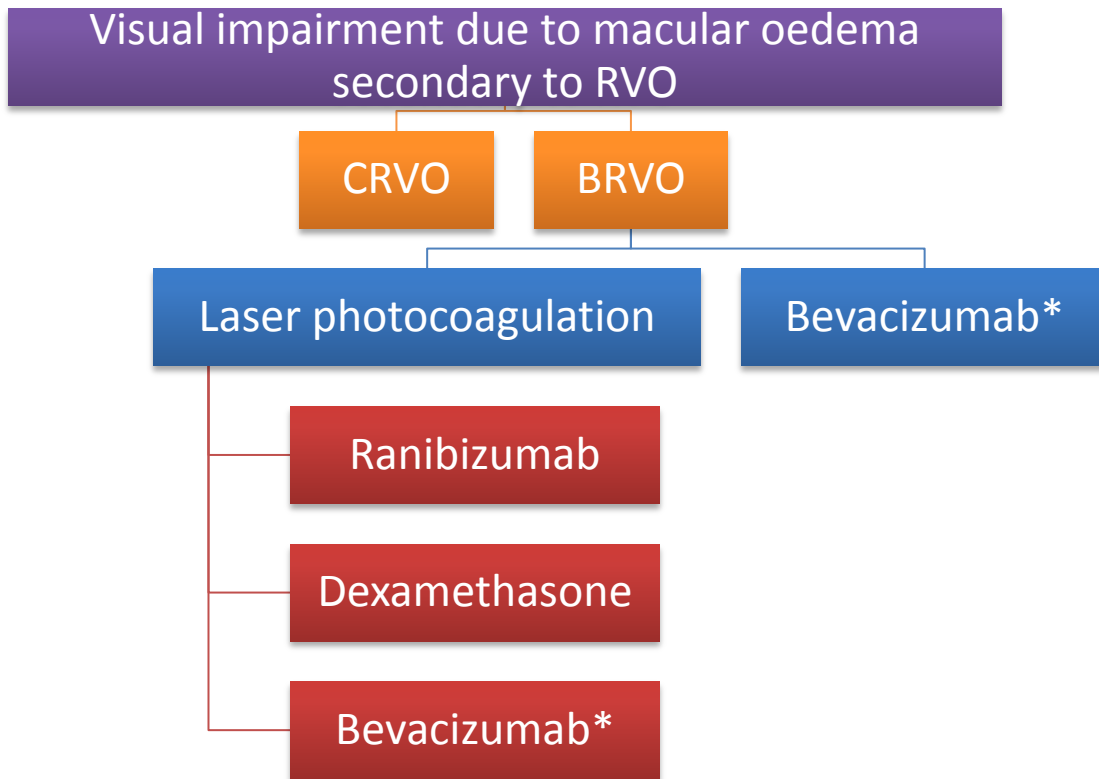 Visual impairment due to macular oedema
secondary to RVO
CRVO
BRVO
Laser photocoagulation
Bevacizumab*
Ranibizumab
Dexamethasone
Bevacizumab*